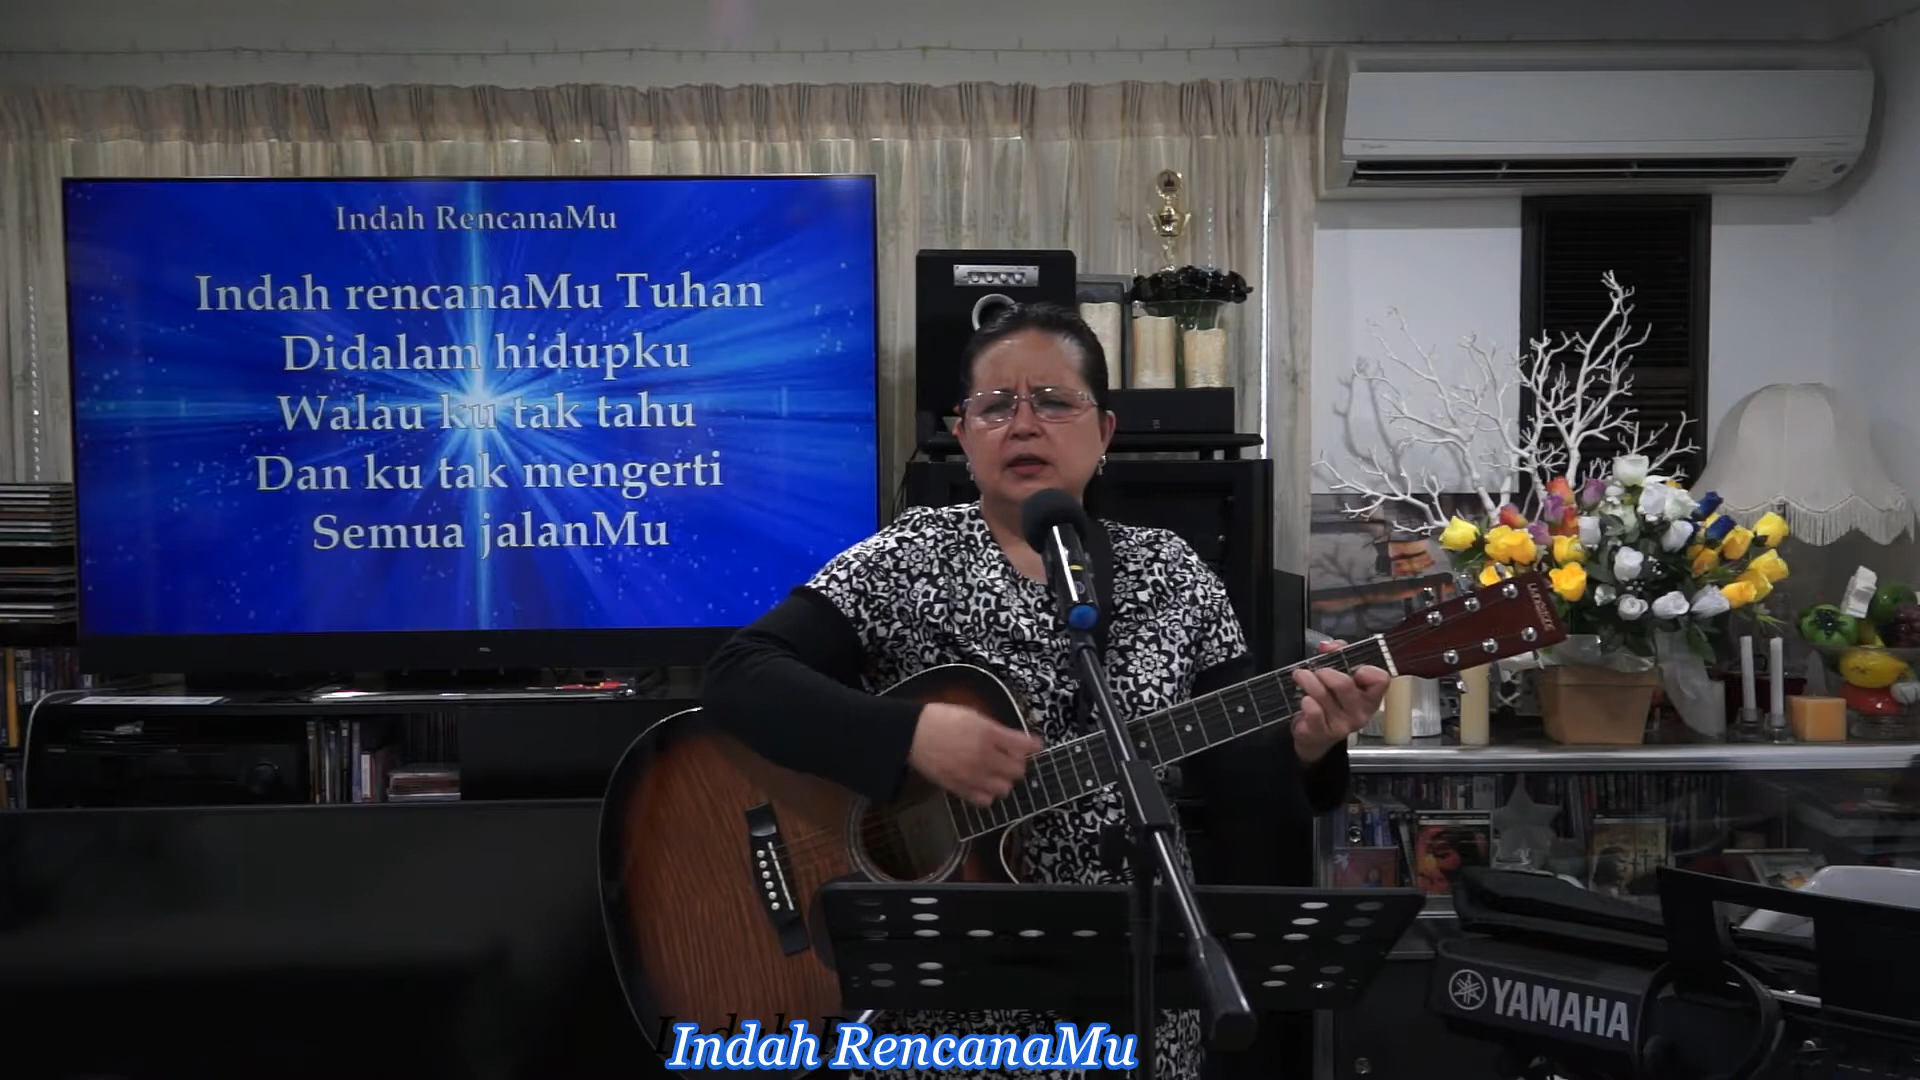 Indah RencanaMu
Indah rencanaMu Tuhan
Didalam hidupku
Walau ku tak tahu
Dan ku tak mengerti
Semua jalanMu
YAMAHA
Indah RencanaMu